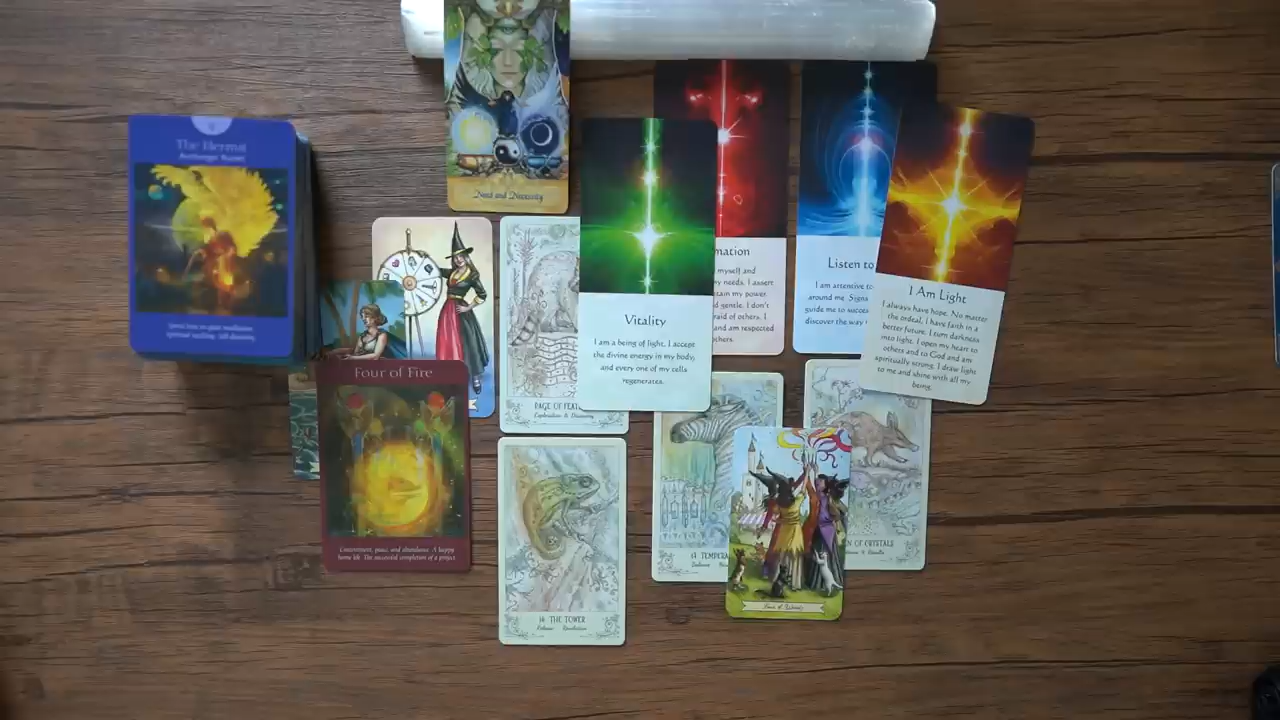 The Hermit
Need and Necessity
Four of Fire
Contentment, peace, and abundance. A happy
home life. The successful completion of a project
PAGE OF FEAT
Exploration & Discovery
Vitality
I am a being of light. I accept
the divine energy in my body,
and every one of my cells
regenerates.
mation
myself and
my needs. I assert
tain my power
d gentle. I don't
raid of others. I
and am respected
others.
Listen to
I am attentive to
around me. Signs
guide me to succes
discover the way
I Am Light
I always have hope. No matter
the ordeal, I have faith in a
better future. I turn darkness
into light. I open my heart to
others and to God and am
spiritually strong. I draw light
to me and shine with all my
being.
16 THE TOWER
Release Revelation
14 TEMPERA
N OF CRYSTALS